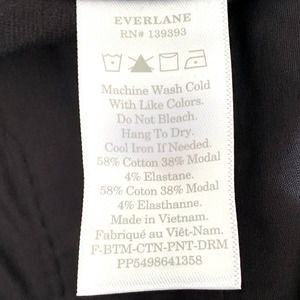 EVERLANE
RN# 139393
Machine Wash Cold
With Like Colors.
Do Not Bleach.
Hang To Dry.
Cool Iron If Needed.
58% Cotton 38% Modal
4% Elastane.
58% Coton 38% Modal
4% Elasthanne.
Made in Vietnam.
Fabriqué au Viêt-Nam.
F-BTM-CTN-PNT-DRM
PP5498641358